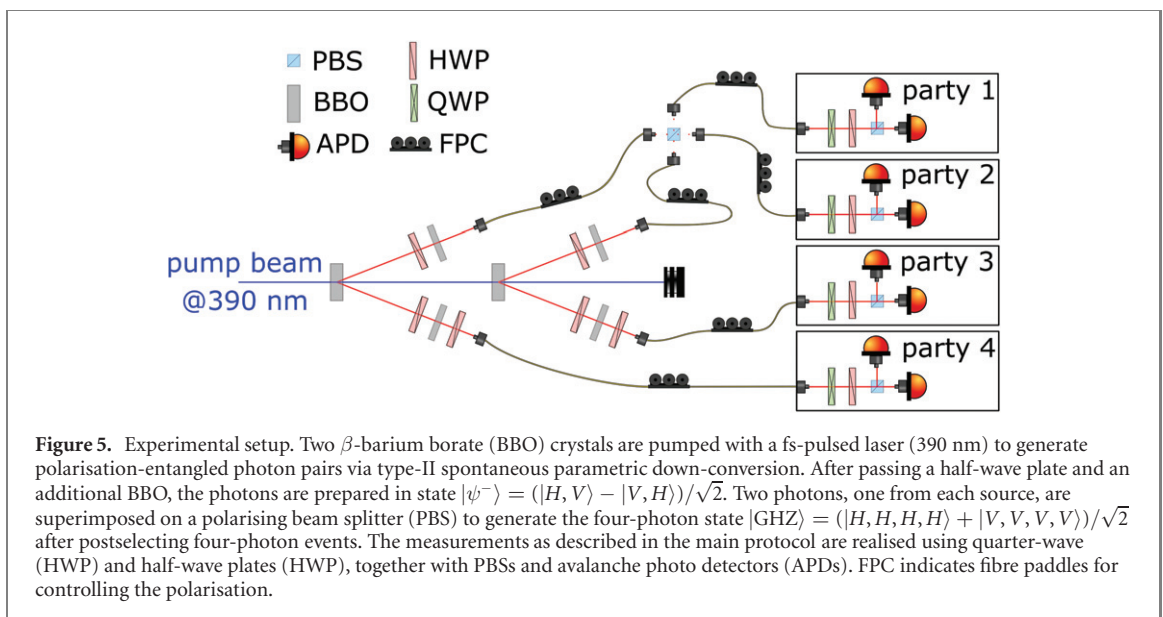 PBS
HWP
BBO
QWP
APD
FPC
pump beam
@390 nm
party 1
party 2
party 3
party 4
Figure 5. Experimental setup. Two β-barium borate (BBO) crystals are pumped with a fs-pulsed laser (390 nm) to generate
polarisation-entangled photon pairs via type-II spontaneous parametric down-conversion. After passing a half-wave plate and an
additional BBO, the photons are prepared in state |ψ⁻⟩ = (|H, V⟩ − |V, H⟩)/√2. Two photons, one from each source, are
superimposed on a polarising beam splitter (PBS) to generate the four-photon state |GHZ⟩ = (|H, H, H, H⟩ + |V, V, V, V⟩)/√2
after postselecting four-photon events. The measurements as described in the main protocol are realised using quarter-wave
(HWP) and half-wave plates (HWP), together with PBSs and avalanche photo detectors (APDs). FPC indicates fibre paddles for
controlling the polarisation.